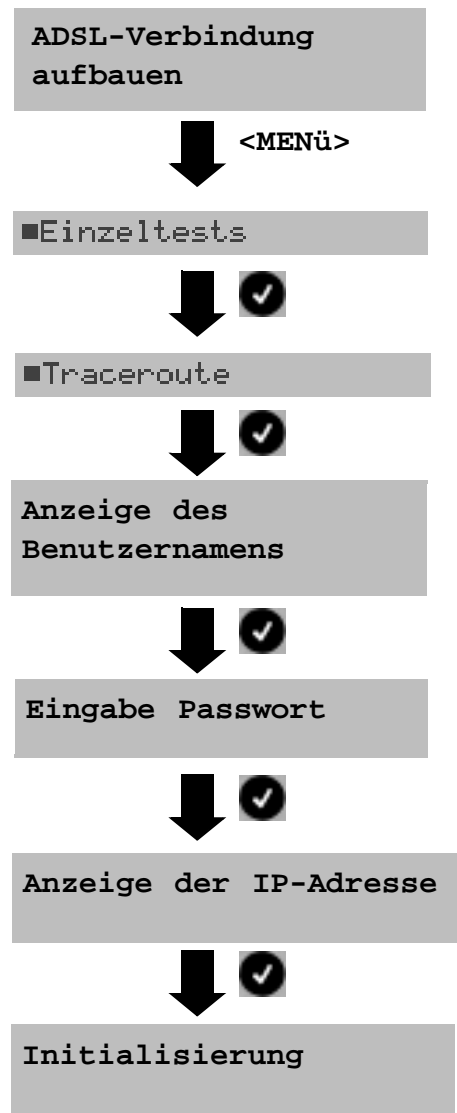 ADSL-Verbindung
aufbauen
<MENü>
■Einzeltests
■Traceroute
Anzeige des
Benutzernamens
Eingabe Passwort
Anzeige der IP-Adresse
Initialisierung